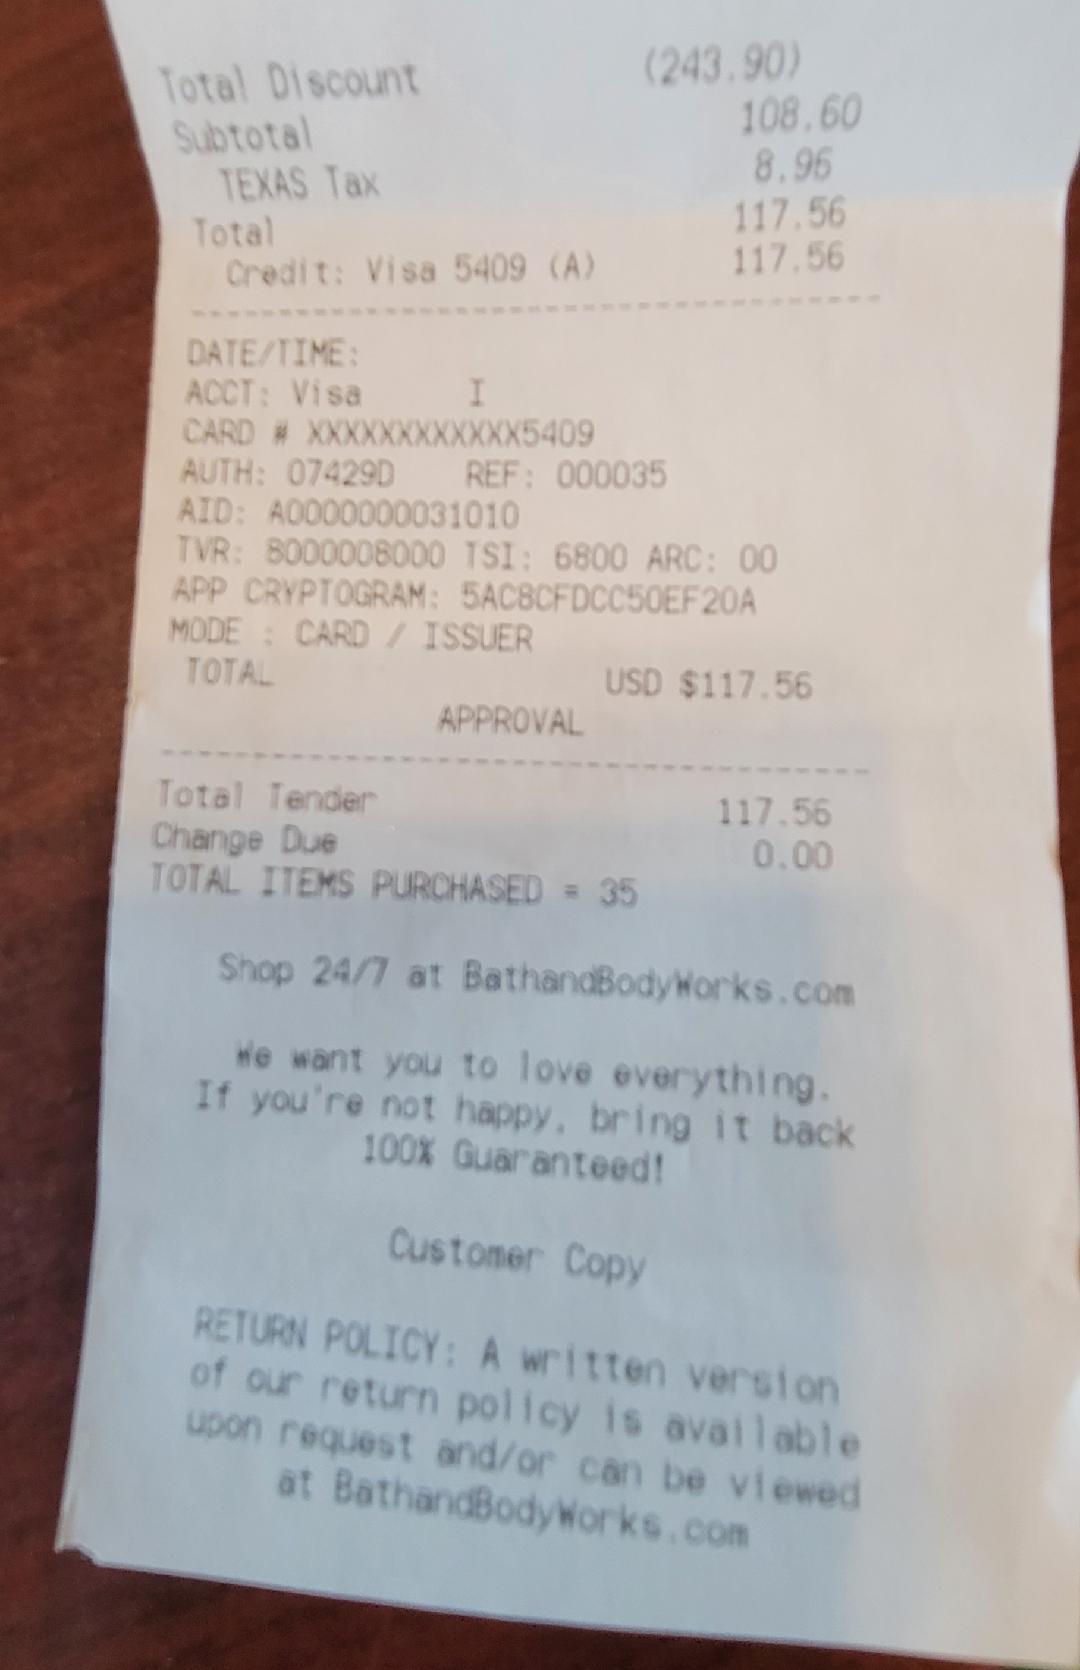 Total Discount (243.90)
Subtotal 108.60
TEXAS Tax 8.96
Total 117.56
Credit: Visa 5409 (A) 117.56
DATE/TIME:
ACCT: Visa I
CARD # XXXXXXXXXXXX5409
AUTH: 07429D REF: 000035
AID: A0000000031010
TVR: 8000008000 TSI: 6800 ARC: 00
APP CRYPTOGRAM: 5AC8CFDCC50EF20A
MODE : CARD / ISSUER
TOTAL USD $117.56
APPROVAL
Total Tender 117.56
Change Due 0.00
TOTAL ITEMS PURCHASED = 35
Shop 24/7 at BathandBodyWorks.com
We want you to love everything.
If you're not happy, bring it back
100% Guaranteed!
Customer Copy
RETURN POLICY: A written version
of our return policy is available
upon request and/or can be viewed
at BathandBodyWorks.com